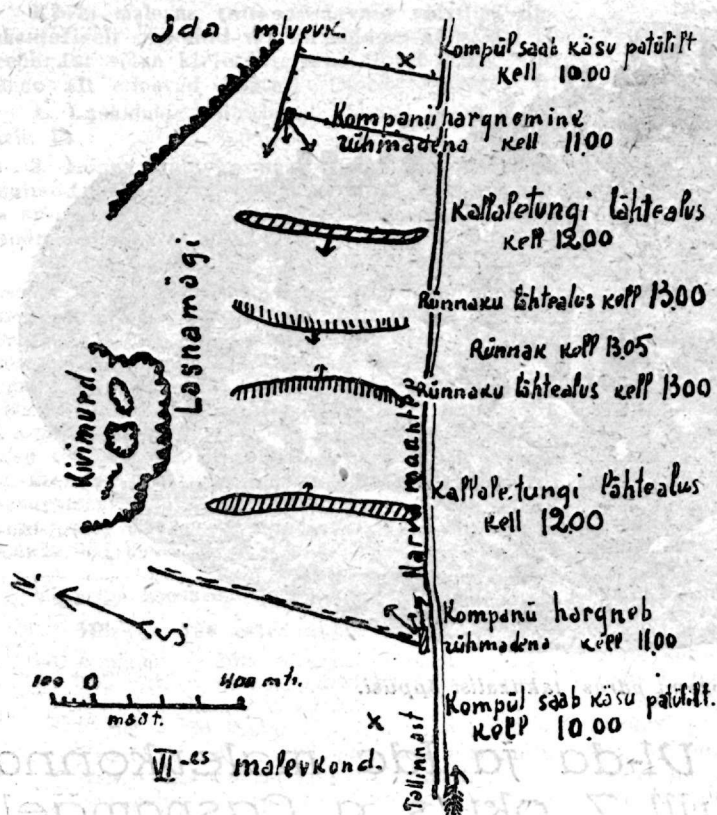 Ida mlvevk.
Kompül saab käsu patülilt
kell 10.00
Kompanii hargnemine
rühmadena kell 11.00
Kallaletungi lähtealus
kell 12.00
Lasnamägi
Rünnaku lähtealus kell 13.00
Rünnak kell 13.05
Rünnaku lähtealus kell 13.00
Kivimurd.
Narva maantee
Kallaletungi lähtealus
kell 12.00
N.
S.
Kompanii hargneb
rühmadena kell 11.00
100 0 400 mtr.
mõõt.
Kompül saab käsu patülilt.
kell 10.00
VI-es malevkond.
Tallinnast